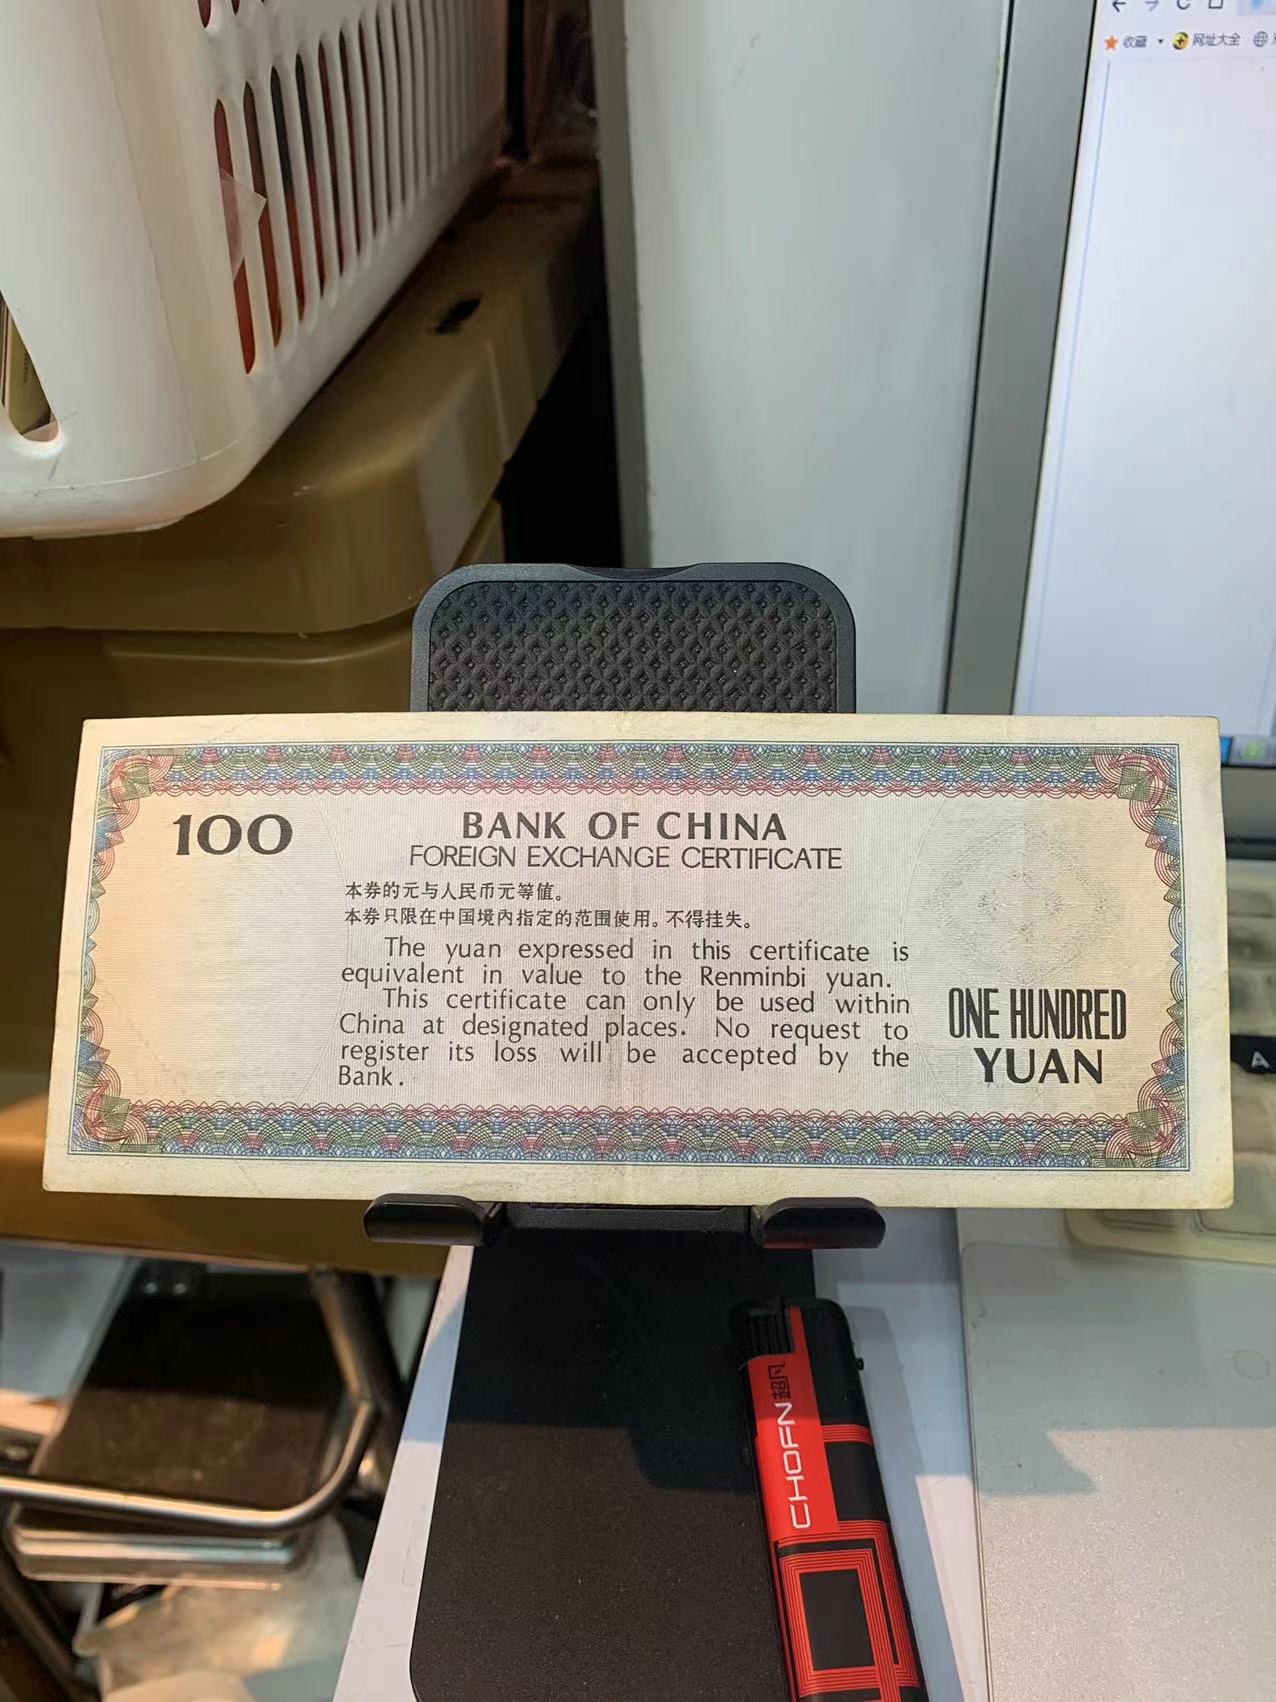 收藏 网址大全
100
BANK OF CHINA
FOREIGN EXCHANGE CERTIFICATE
本券的元与人民币元等值。
本券只限在中国境内指定的范围使用。不得挂失。
The yuan expressed in this certificate is
equivalent in value to the Renminbi yuan.
This certificate can only be used within
China at designated places. No request to
register its loss will be accepted by the
Bank.
ONE HUNDRED
YUAN
A
CHOFN 超凡